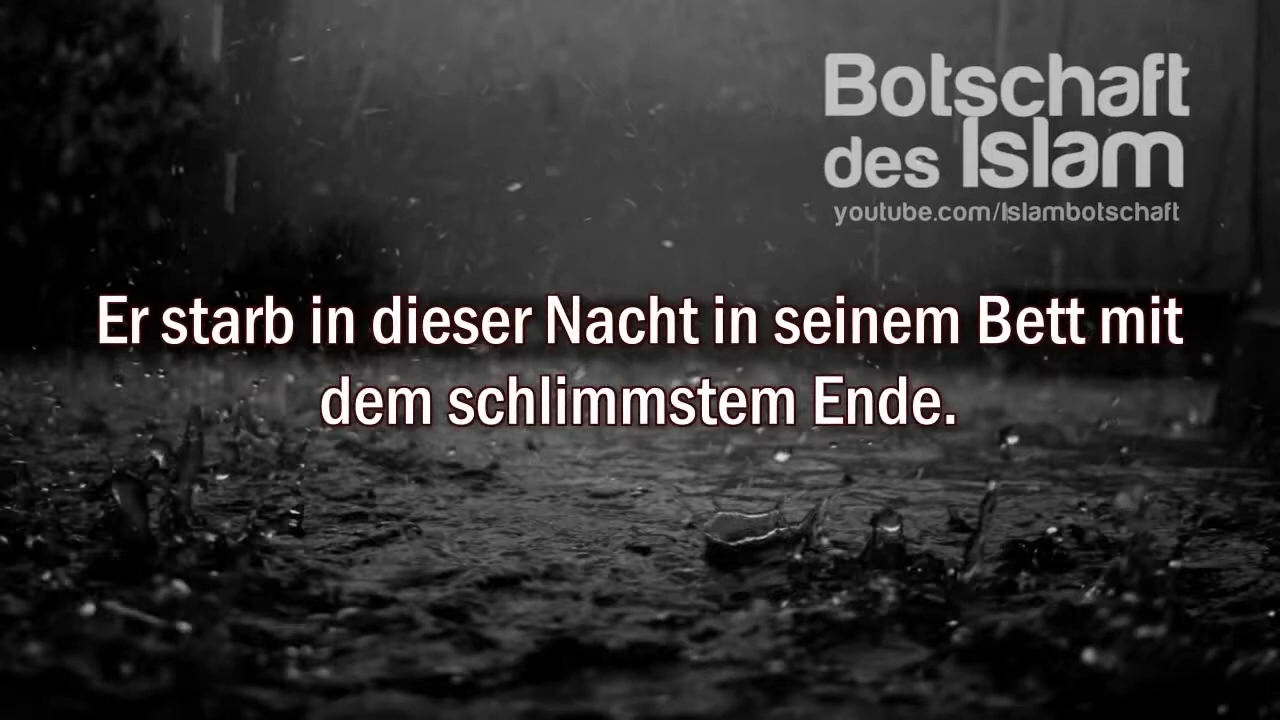 Botschaft
des Islam
youtube.com/Islambotschaft
Er starb in dieser Nacht in seinem Bett mit
dem schlimmstem Ende.